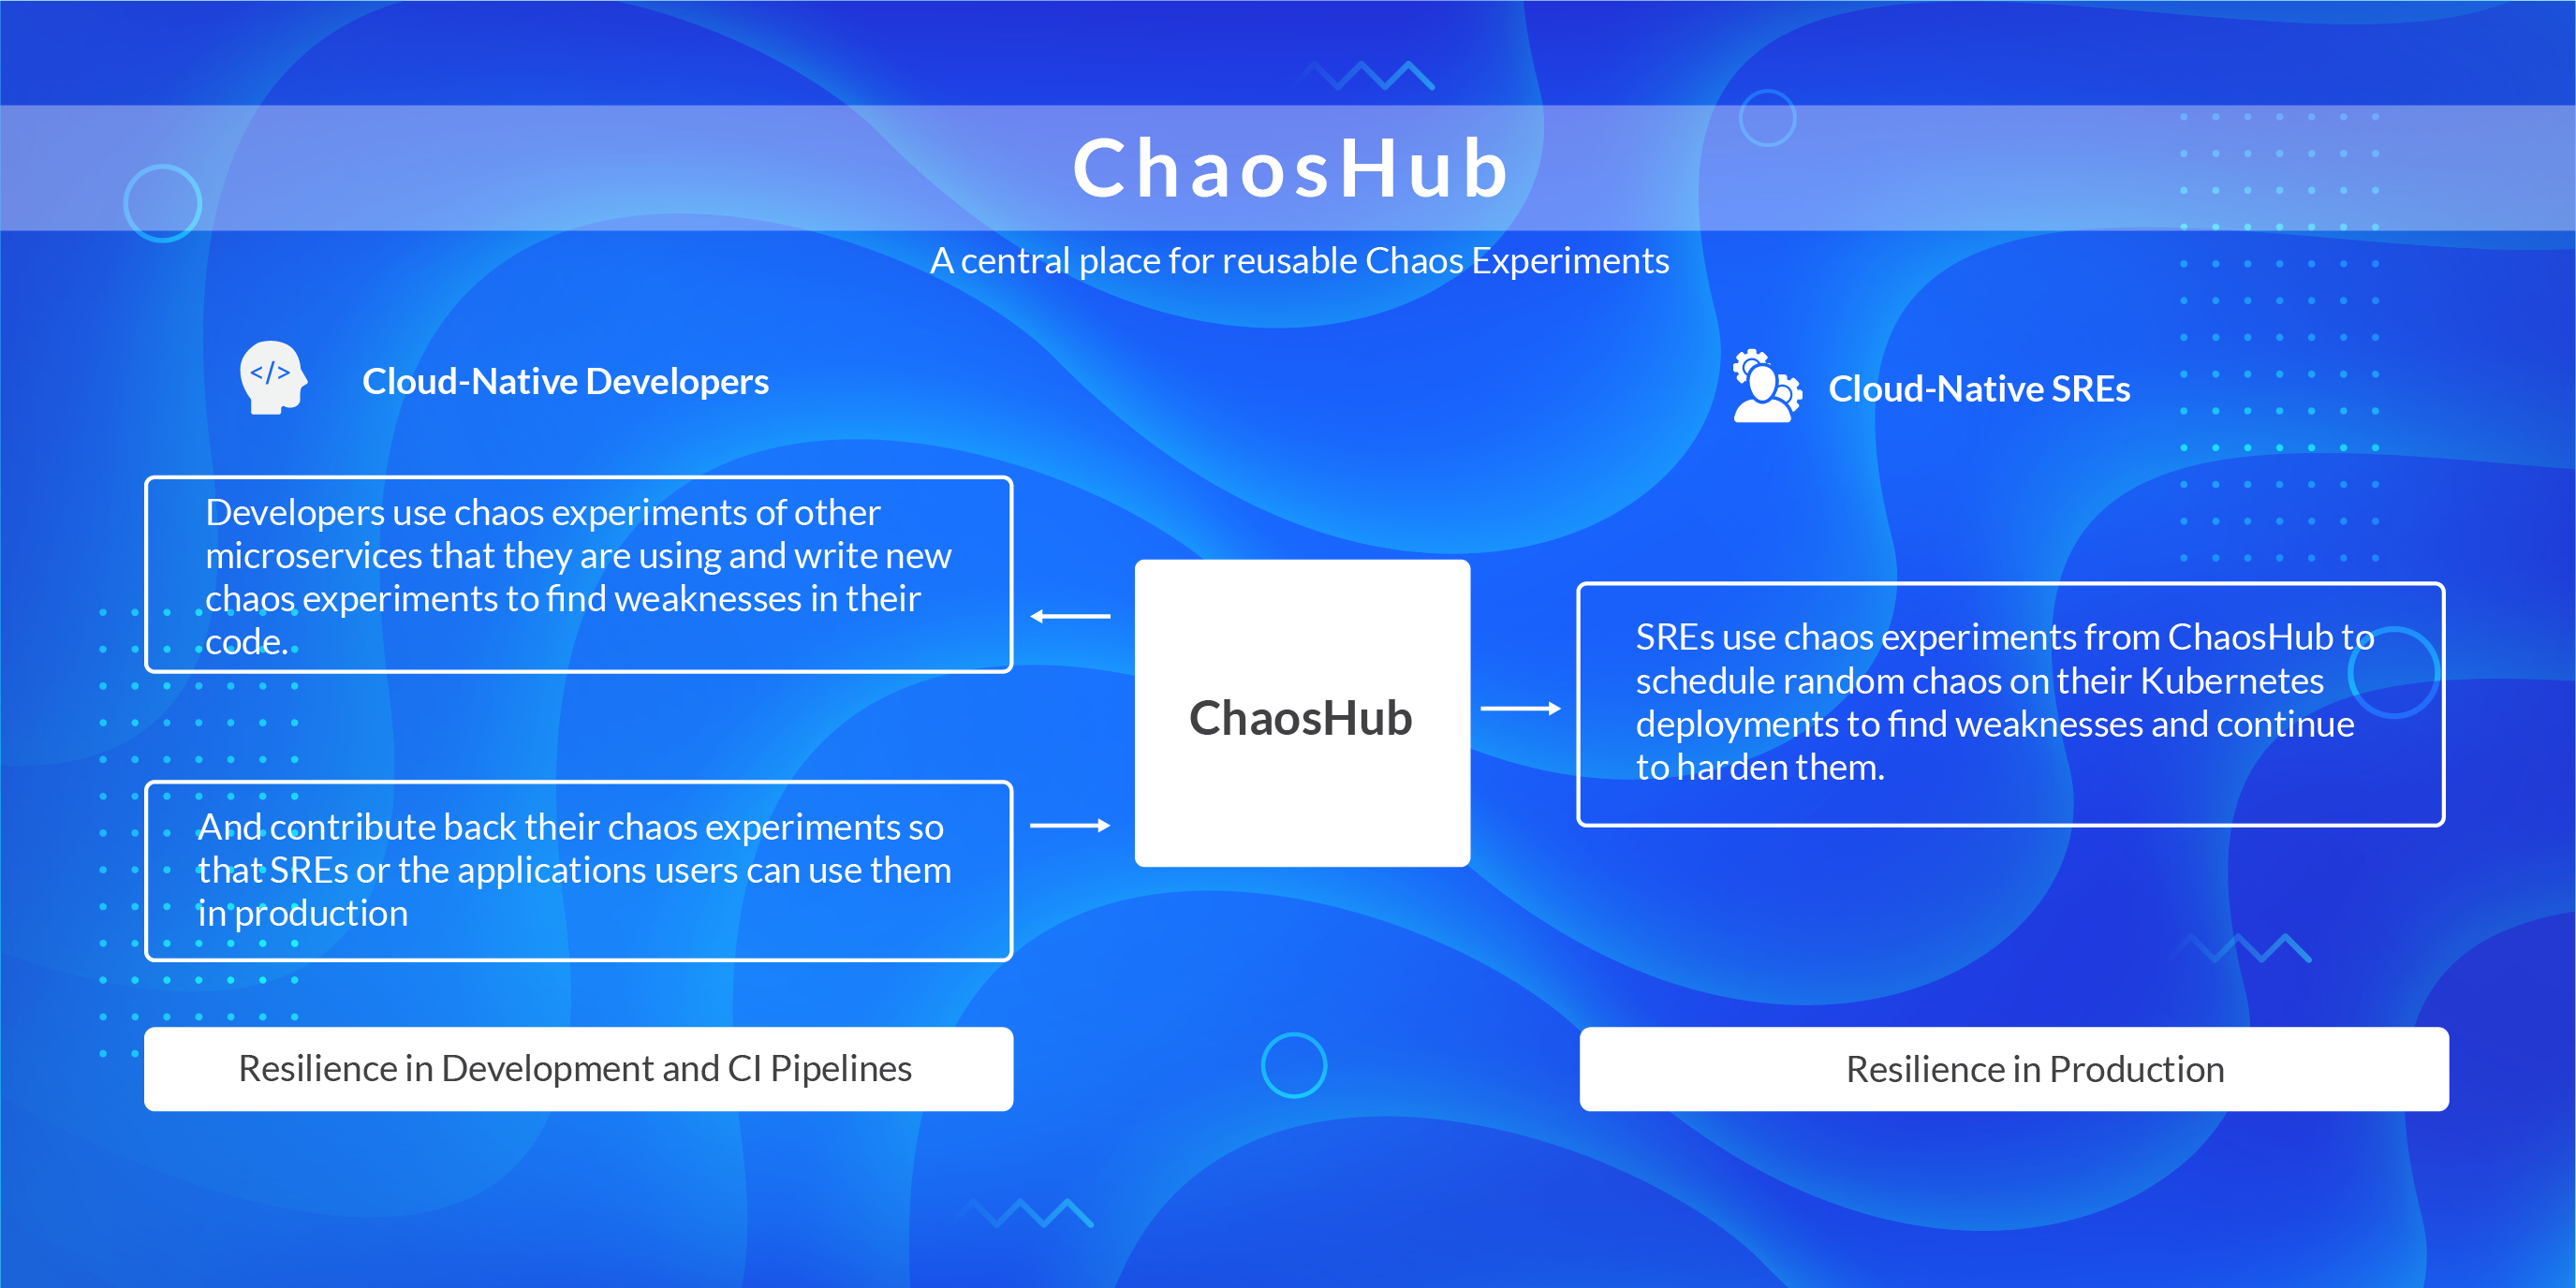 ChaosHub
A central place for reusable Chaos Experiments
</>
Cloud-Native Developers
Developers use chaos experiments of other
microservices that they are using and write new
chaos experiments to find weaknesses in their
code.
And contribute back their chaos experiments so
that SREs or the applications users can use them
in production
Resilience in Development and CI Pipelines
ChaosHub
Cloud-Native SREs
SREs use chaos experiments from ChaosHub to
schedule random chaos on their Kubernetes
deployments to find weaknesses and continue
to harden them.
Resilience in Production